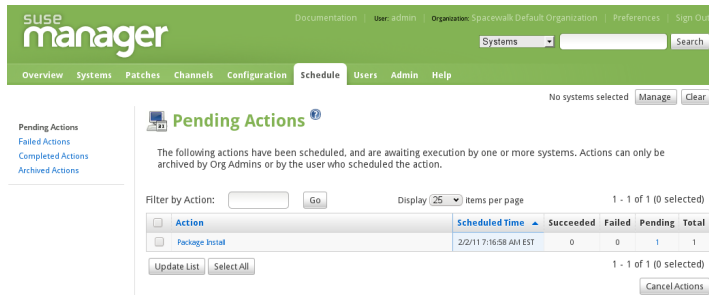 suse
manager
Documentation | User: admin | Organization: Spacewalk Default Organization | Preferences | Sign Out
Systems Search
Overview Systems Patches Channels Configuration Schedule Users Admin Help
No systems selected Manage Clear
Pending Actions
Failed Actions
Completed Actions
Archived Actions
Pending Actions ?
The following actions have been scheduled, and are awaiting execution by one or more systems. Actions can only be
archived by Org Admins or by the user who scheduled the action.
Filter by Action: Go Display 25 items per page 1 - 1 of 1 (0 selected)
Action Scheduled Time Succeeded Failed Pending Total
Package Install 2/2/11 7:16:58 AM EST 0 0 1 1
Update List Select All 1 - 1 of 1 (0 selected)
Cancel Actions